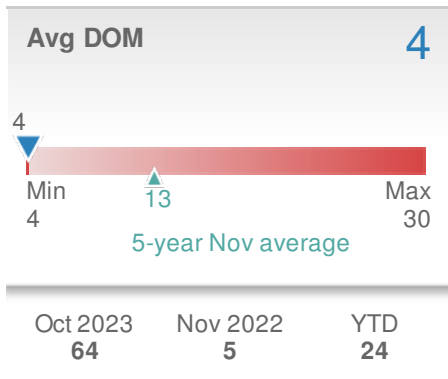 Avg DOM 4
4
Min Max
4 13 30
5-year Nov average
Oct 2023 Nov 2022 YTD
64 5 24